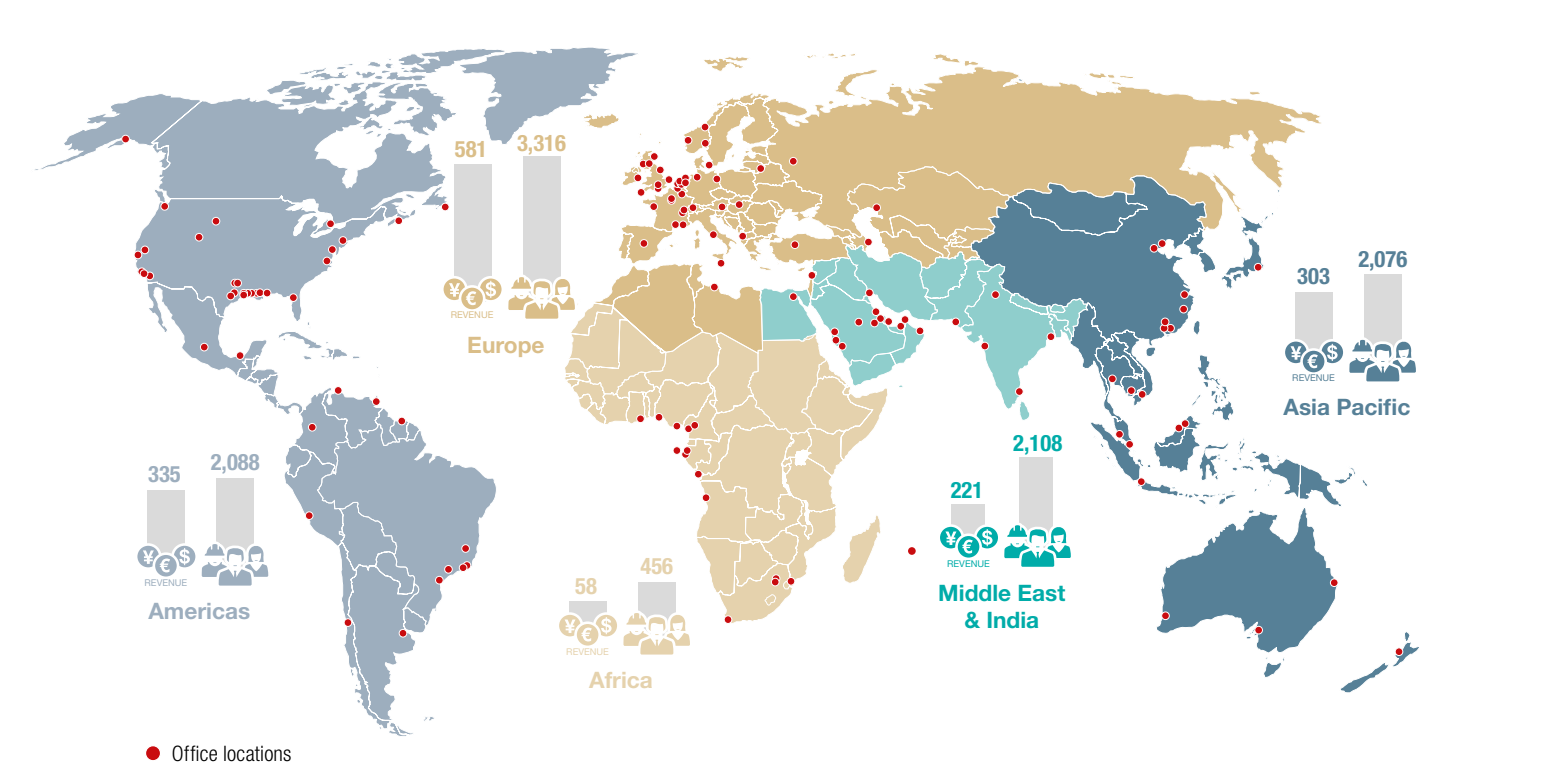 581 3,316
¥ € $
REVENUE
Europe
303 2,076
¥ € $
REVENUE
Asia Pacific
335 2,088
¥ € $
REVENUE
Americas
221 2,108
¥ € $
REVENUE
Middle East
& India
58 456
¥ € $
REVENUE
Africa
Office locations